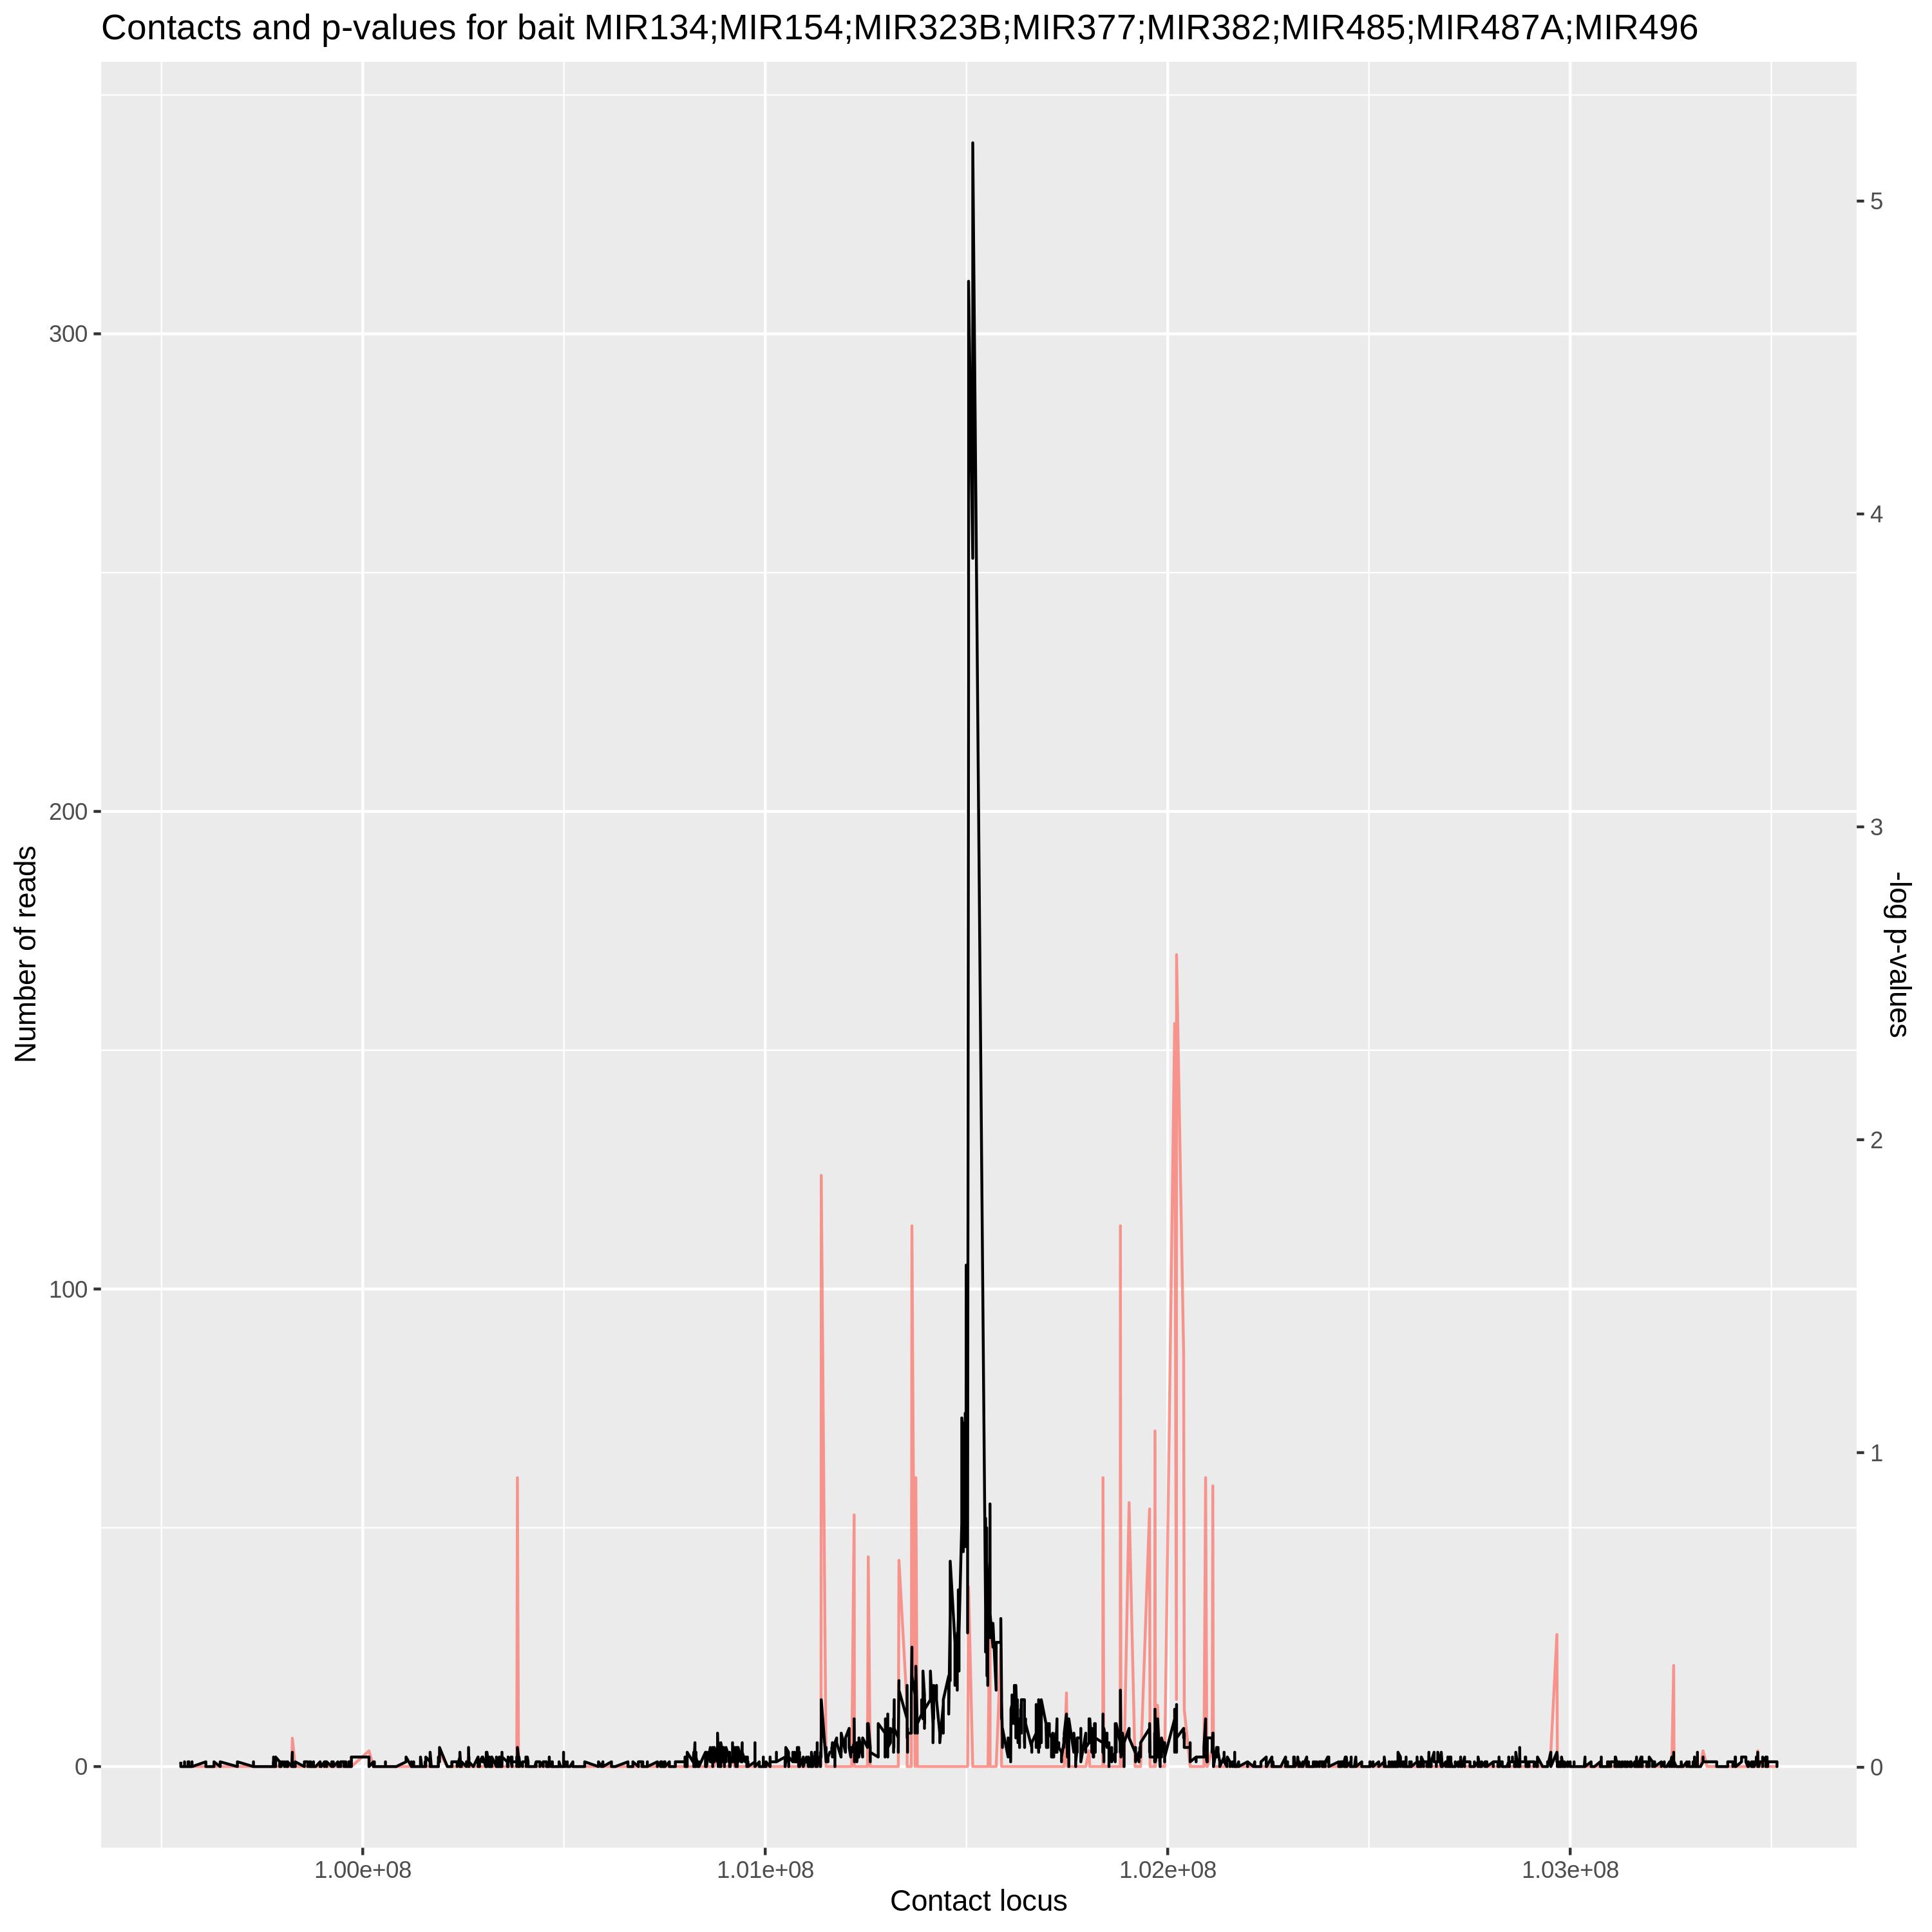 Contacts and p-values for bait MIR134;MIR154;MIR323B;MIR377;MIR382;MIR485;MIR487A;MIR496
Number of reads
300
200
100
0
5
4
3
2
1
0
-log p-values
1.00e+08
1.01e+08
1.02e+08
1.03e+08
Contact locus